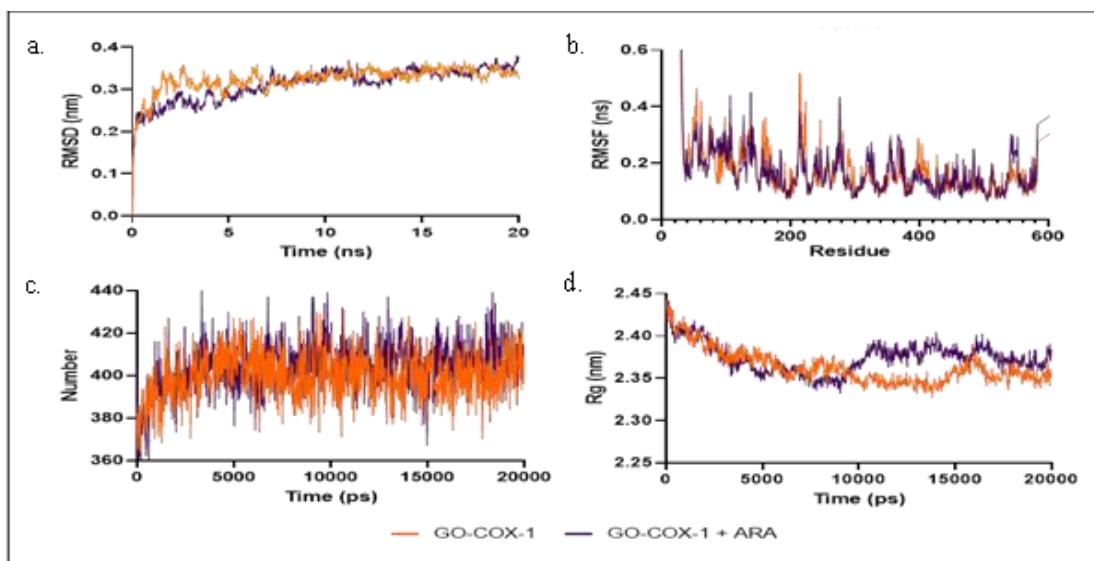 a.
0.4
0.3
0.2
0.1
0.0
RMSD (nm)
0 5 10 15 20
Time (ns)
b.
0.6
0.4
0.2
0.0
RMSF (ns)
0 200 400 600
Residue
c.
440
420
400
380
360
Number
0 5000 10000 15000 20000
Time (ps)
d.
2.45
2.40
2.35
2.30
2.25
Rg (nm)
0 5000 10000 15000 20000
Time (ps)
GO-COX-1 GO-COX-1 + ARA